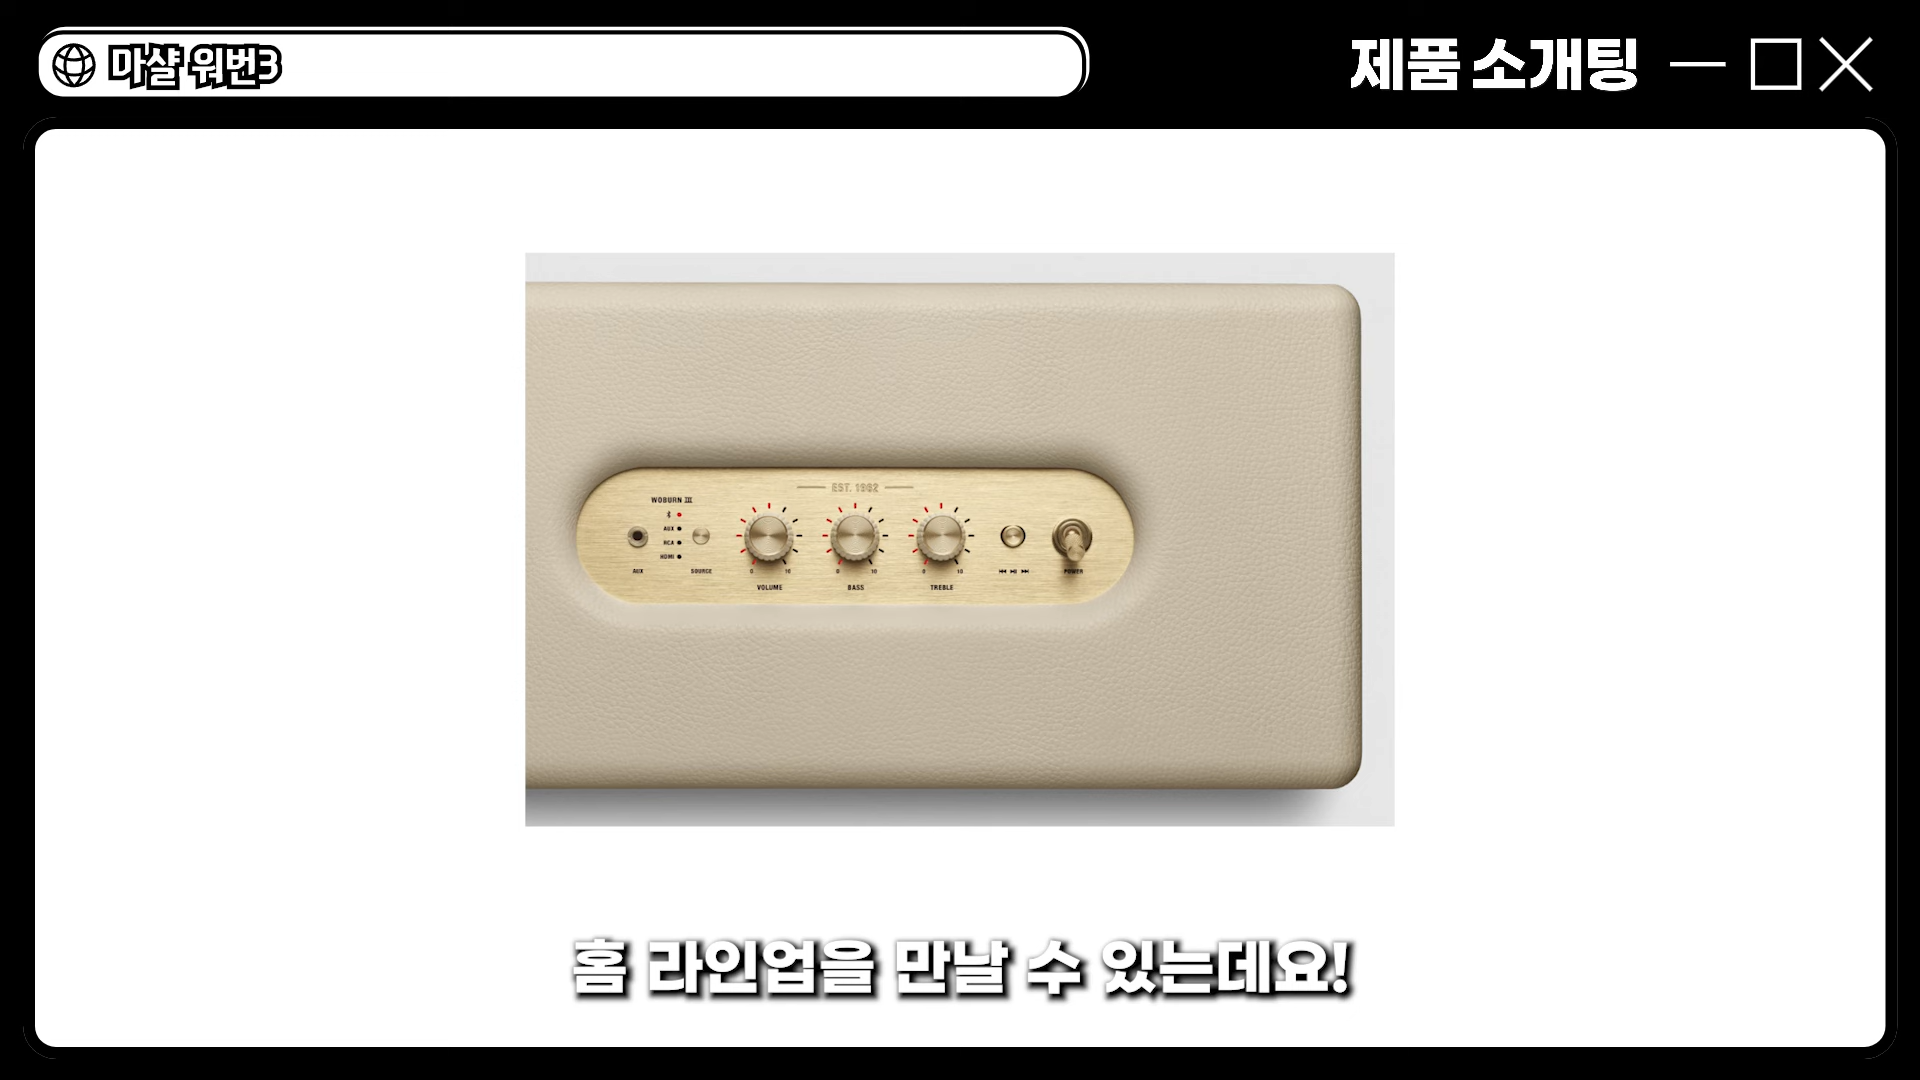 마샬 워번3
제품 소개팅
EST. 1962
WOBURN III
AUX
RCA
HDMI
AUX
SOURCE
0 10
0 10
0 10
VOLUME
BASS
TREBLE
POWER
홈 라인업을 만날 수 있는데요!